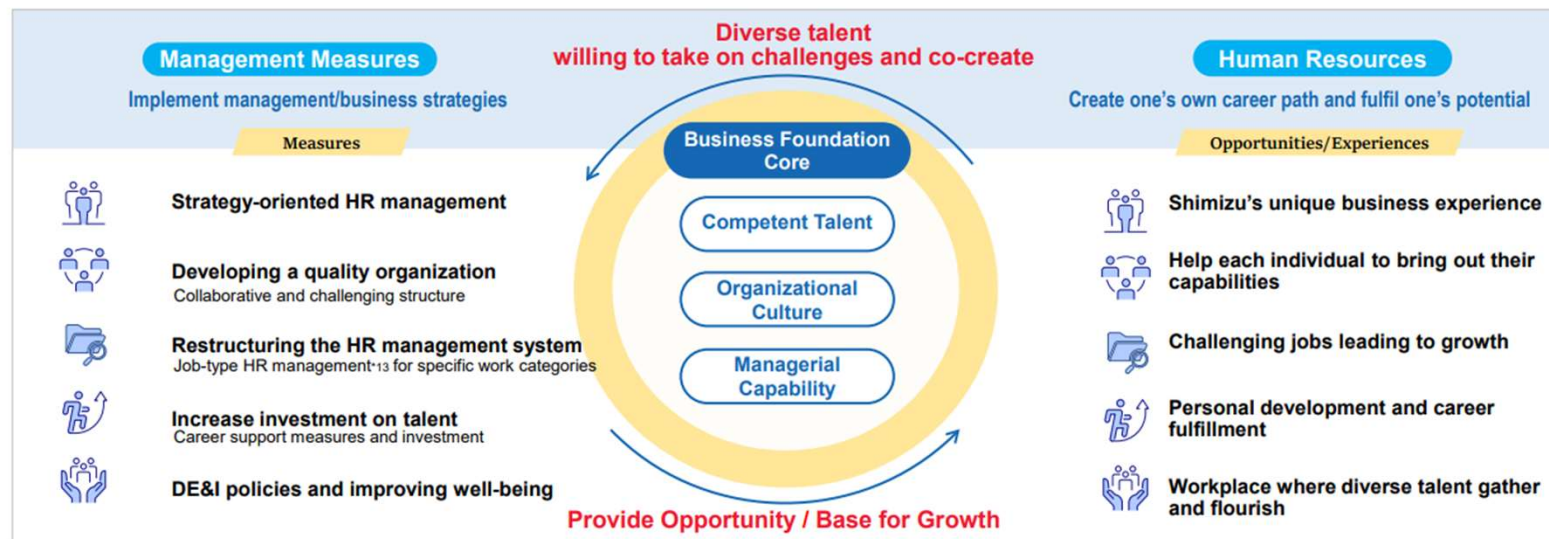 Diverse talent
willing to take on challenges and co-create
Management Measures
Implement management/business strategies
Measures
Strategy-oriented HR management
Developing a quality organization
Collaborative and challenging structure
Restructuring the HR management system
Job-type HR management*13 for specific work categories
Increase investment on talent
Career support measures and investment
DE&I policies and improving well-being
Business Foundation
Core
Competent Talent
Organizational
Culture
Managerial
Capability
Provide Opportunity / Base for Growth
Human Resources
Create one's own career path and fulfil one's potential
Opportunities/Experiences
Shimizu's unique business experience
Help each individual to bring out their
capabilities
Challenging jobs leading to growth
Personal development and career
fulfillment
Workplace where diverse talent gather
and flourish